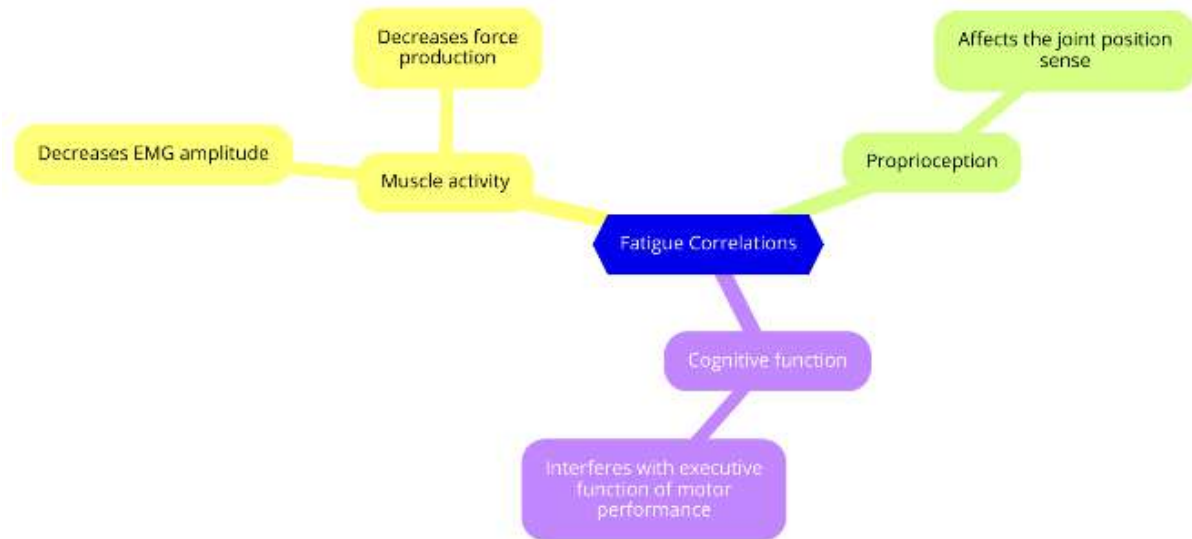 Decreases force
production
Affects the joint position
sense
Decreases EMG amplitude
Muscle activity
Proprioception
Fatigue Correlations
Cognitive function
Interferes with executive
function of motor
performance